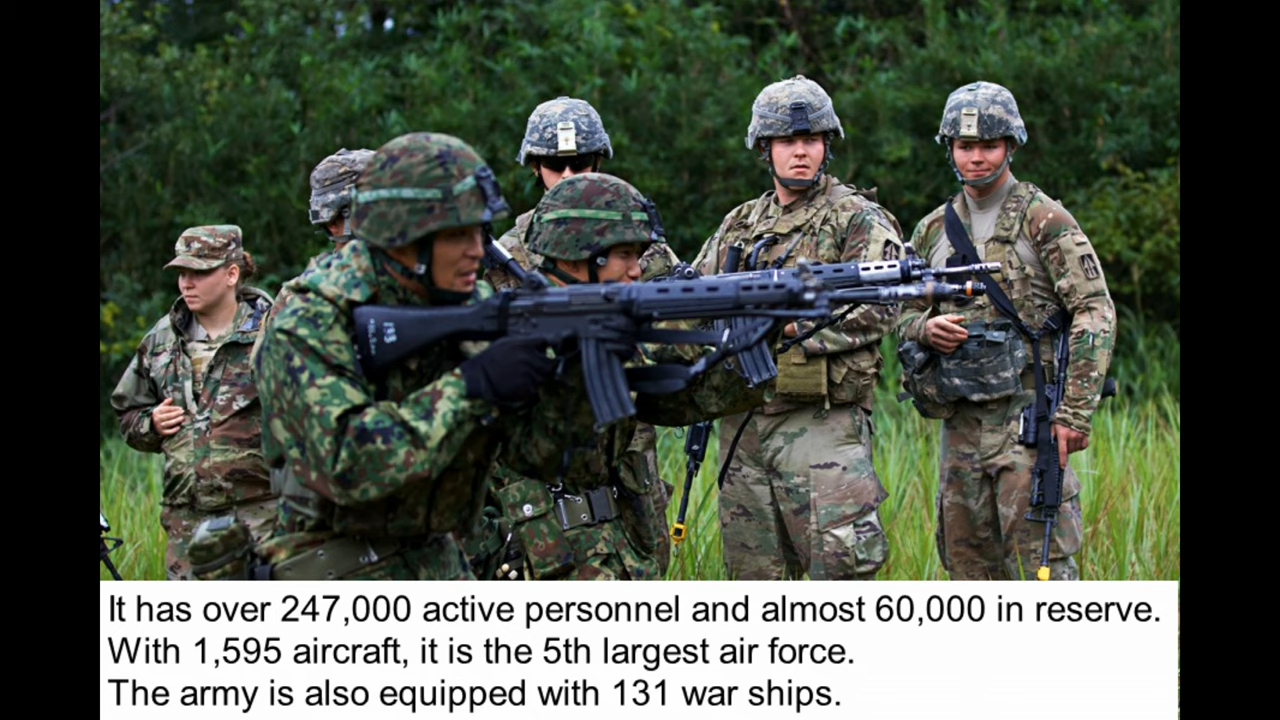 It has over 247,000 active personnel and almost 60,000 in reserve.
With 1,595 aircraft, it is the 5th largest air force.
The army is also equipped with 131 war ships.